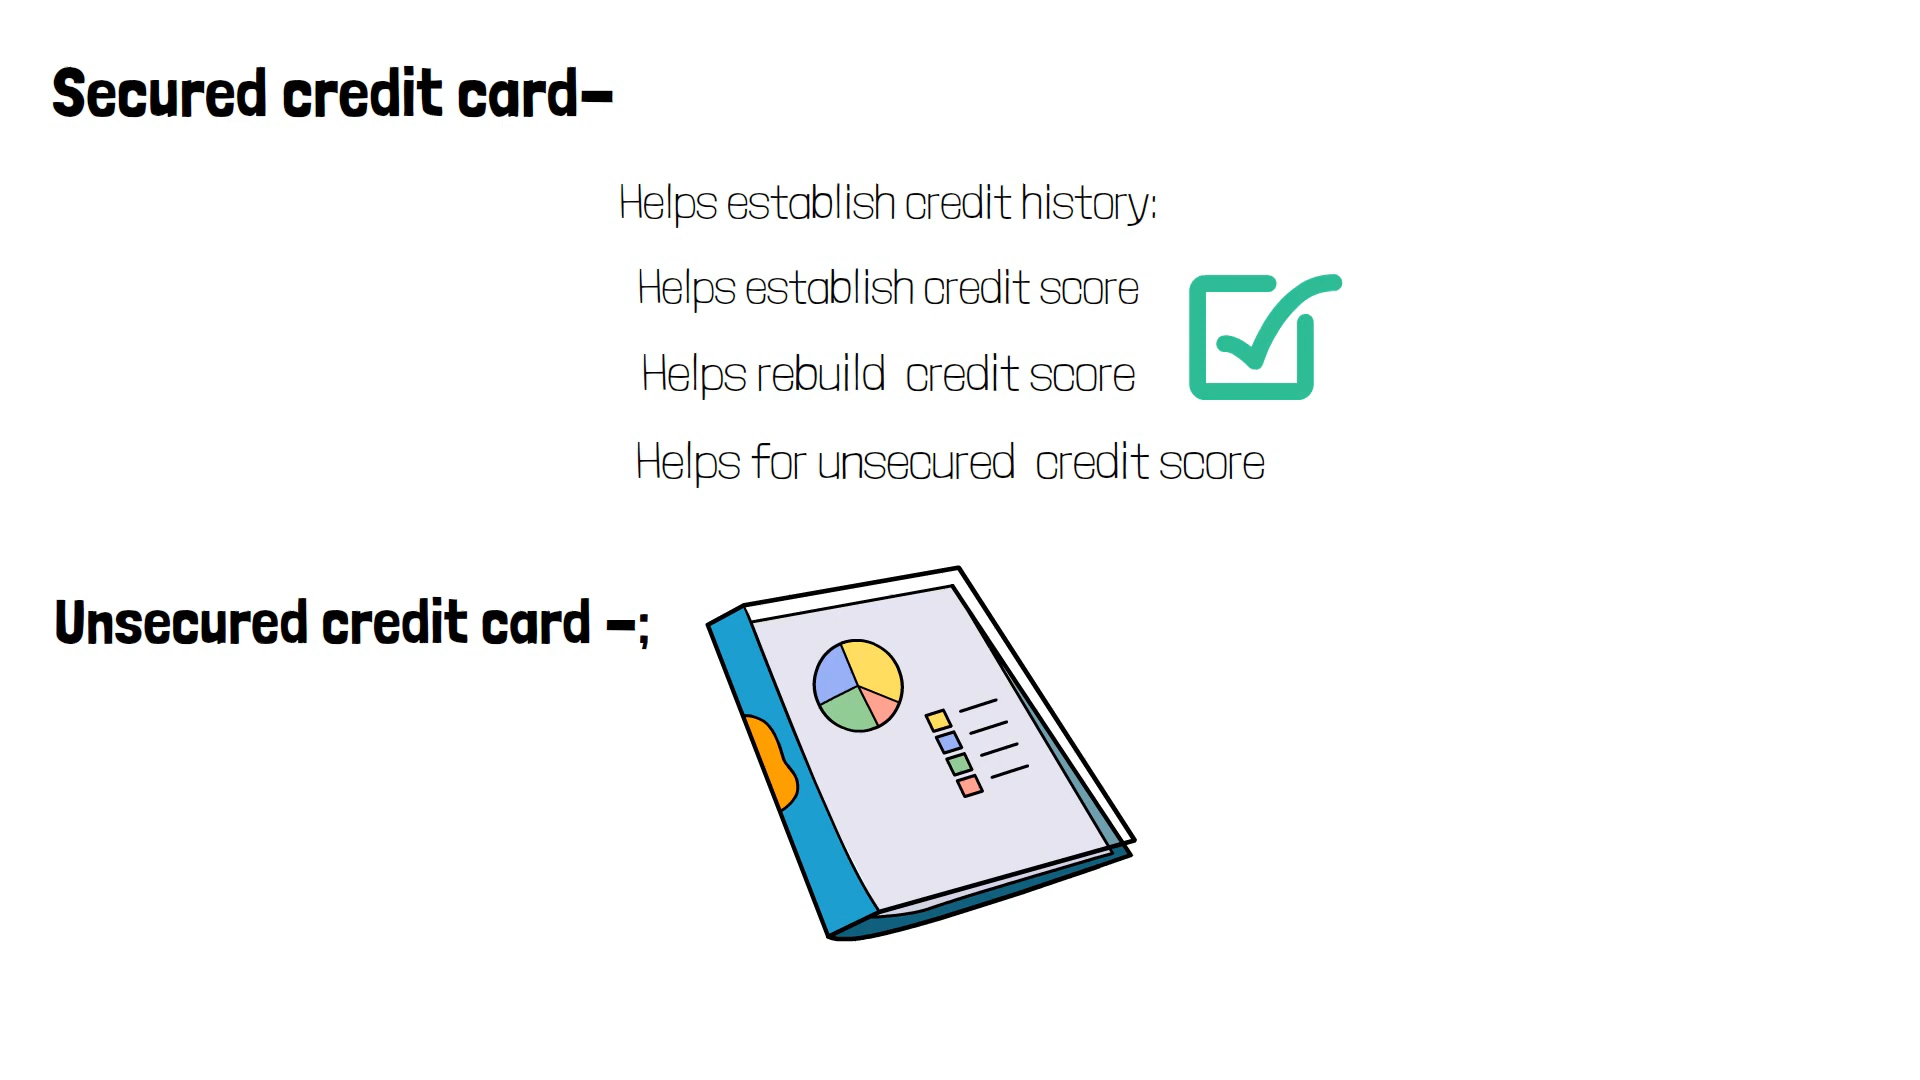 Secured credit card-
Helps establish credit history:
Helps establish credit score
Helps rebuild  credit score
Helps for unsecured  credit score
Unsecured credit card -;